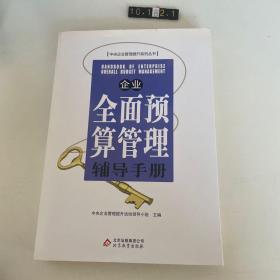 10.1.2.1
【中央企业管理提升系列丛书】
HANDBOOK OF ENTERPRISE
OVERALL BUDGET MANAGEMENT
企业
全面预
算管理
辅导手册
中央企业管理提升活动领导小组 主编
北京出版集团公司
北京教育出版社